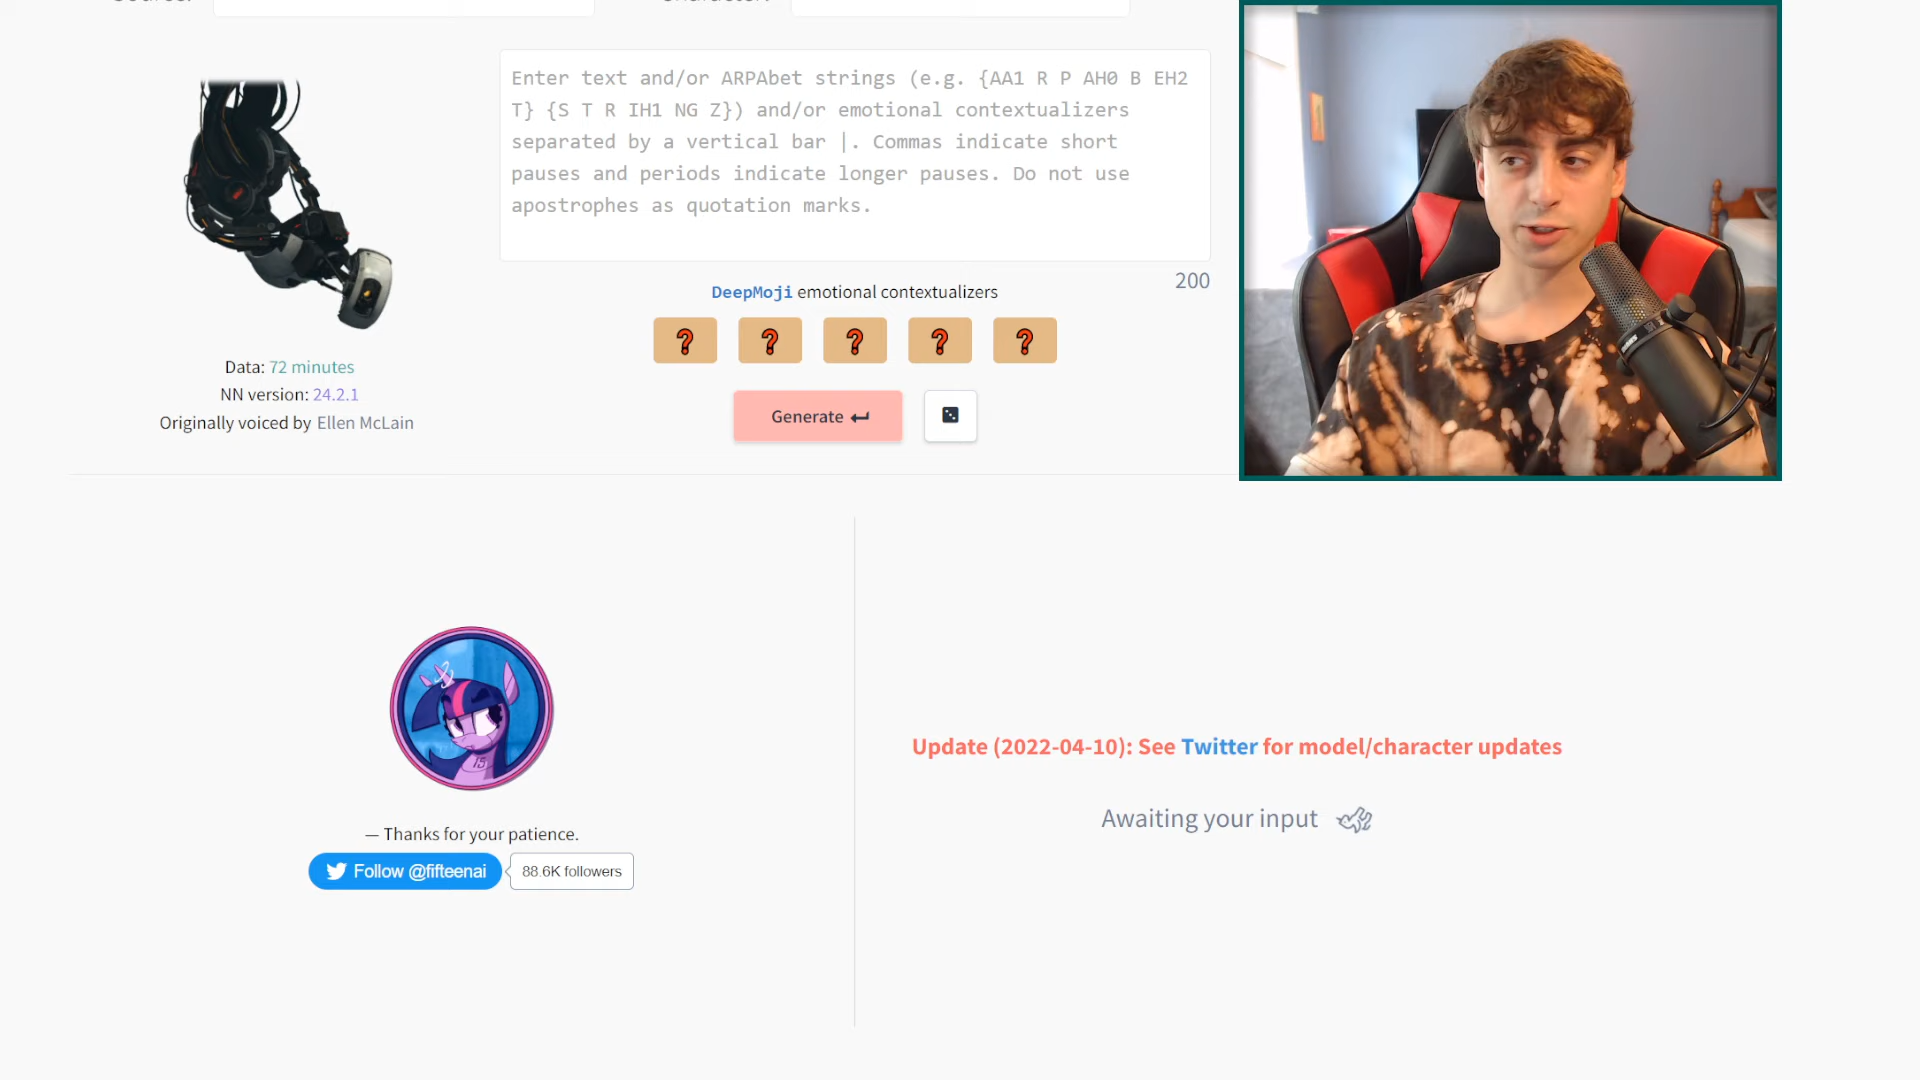 Enter text and/or ARPAbet strings (e.g. {AA1 R P AH0 B EH2
T} {S T R IH1 NG Z}) and/or emotional contextualizers
separated by a vertical bar |. Commas indicate short
pauses and periods indicate longer pauses. Do not use
apostrophes as quotation marks.
200
DeepMoji emotional contextualizers
? ? ? ? ?
Generate
Data: 72 minutes
NN version: 24.2.1
Originally voiced by Ellen McLain
15
— Thanks for your patience.
Follow @fifteenai
88.6K followers
Update (2022-04-10): See Twitter for model/character updates
Awaiting your input